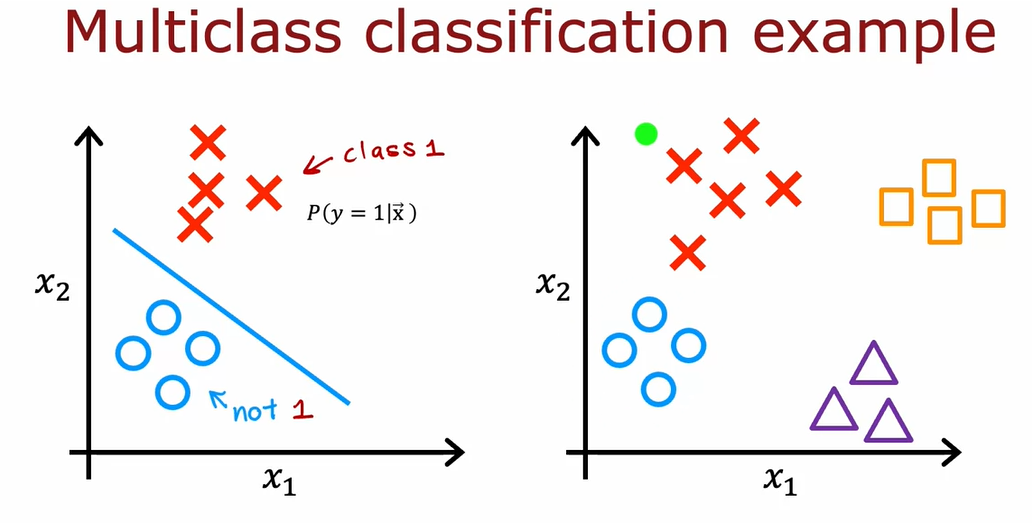 Multiclass classification example
class 1
P(y = 1|x⃗)
x₂
not 1
x₁
x₂
x₁